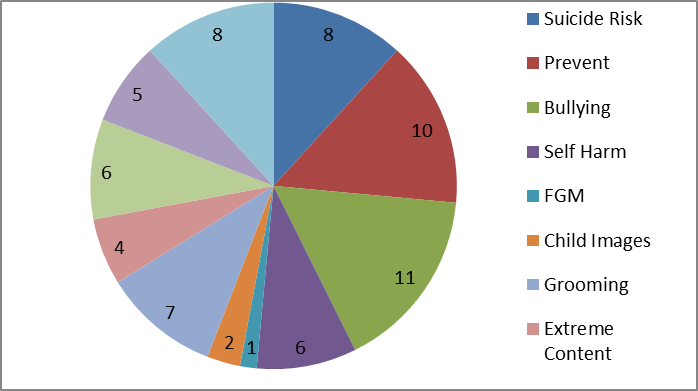 8
8
10
11
6
1
2
7
4
6
5
Suicide Risk
Prevent
Bullying
Self Harm
FGM
Child Images
Grooming
Extreme
Content